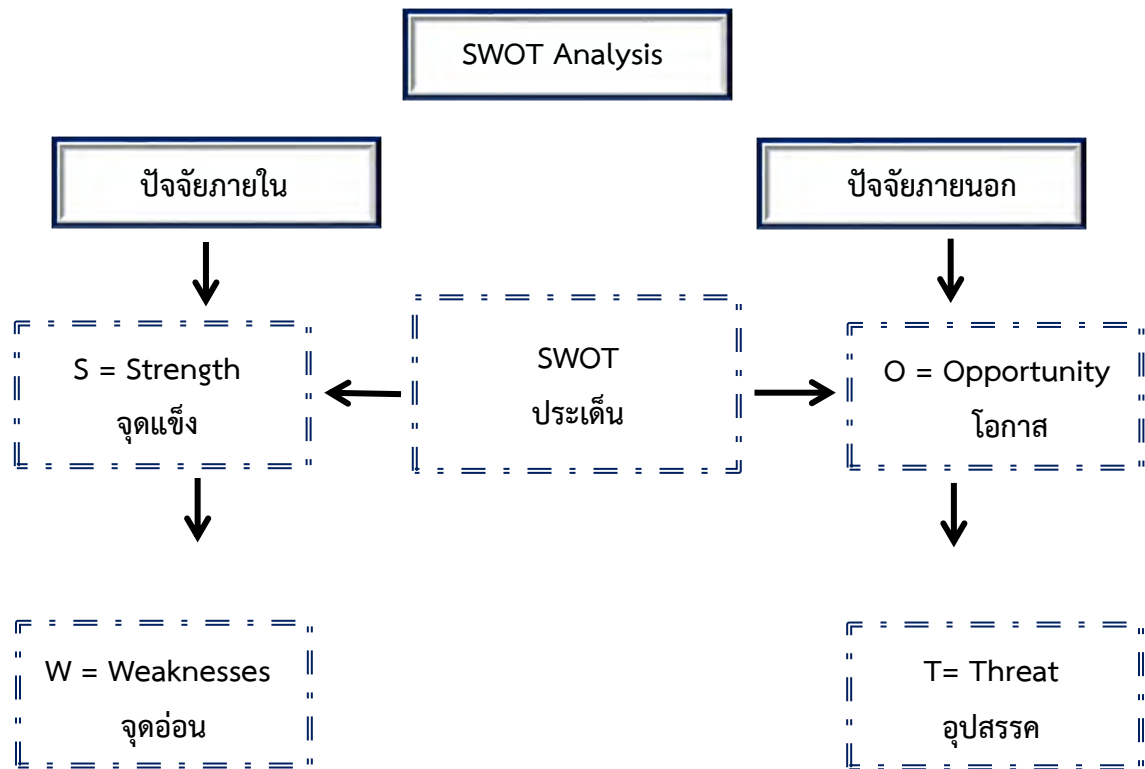 SWOT Analysis
ปัจจัยภายใน
ปัจจัยภายนอก
S = Strength
จุดแข็ง
SWOT
ประเด็น
O = Opportunity
โอกาส
W = Weaknesses
จุดอ่อน
T= Threat
อุปสรรค